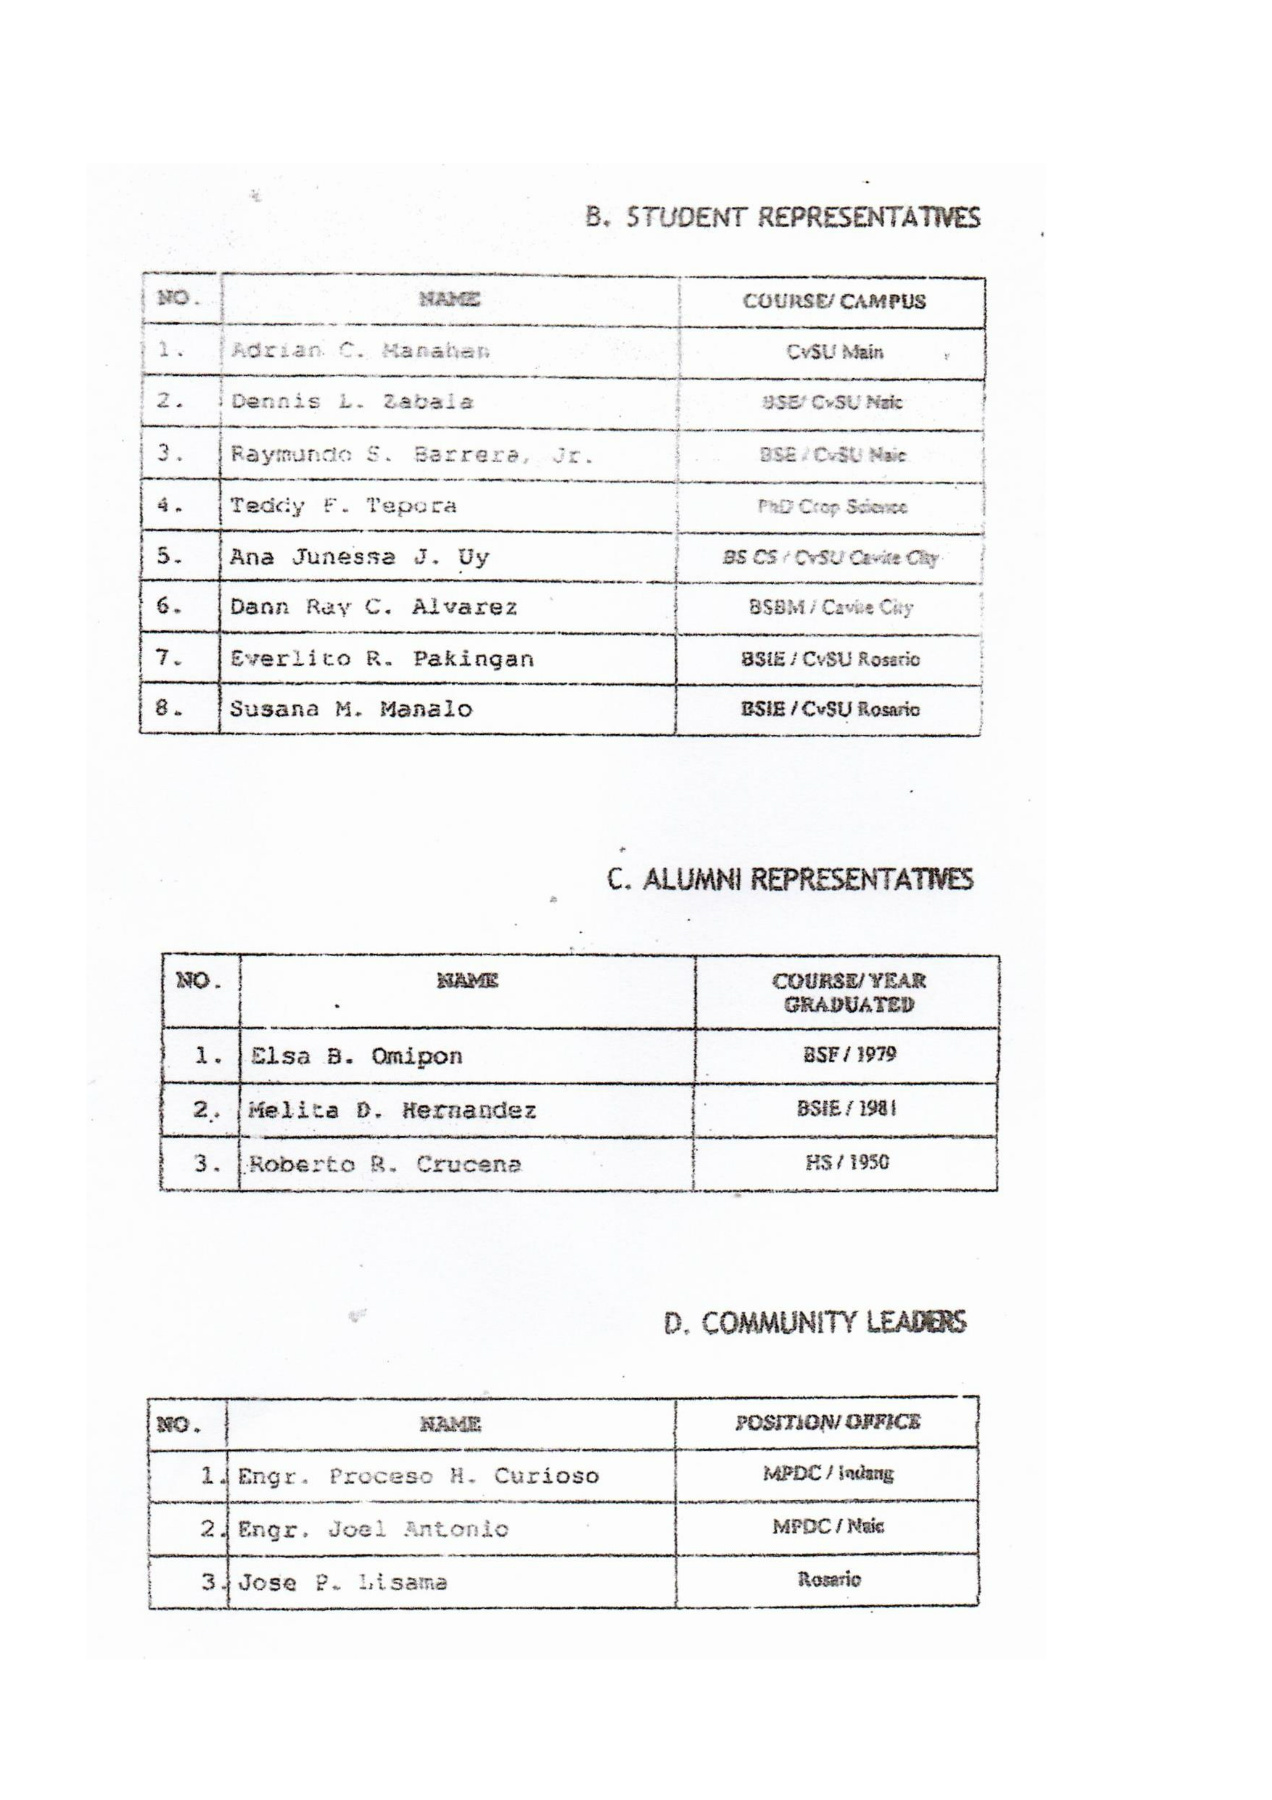 B. STUDENT REPRESENTATIVES
NO. NAME COURSE/ CAMPUS
1. Adrian C. Manahan CvSU Main
2. Dennis L. Zabala BSE/ CvSU Naic
3. Raymundo S. Barrera, Jr. BSE / CvSU Naic
4. Teddy F. Tepora PhD Crop Science
5. Ana Junessa J. Uy BS CS / CvSU Cavite City
6. Dann Ray C. Alvarez BSBM / Cavite City
7. Everlito R. Pakingan BSIE / CvSU Rosario
8. Susana M. Manalo BSIE / CvSU Rosario
C. ALUMNI REPRESENTATIVES
NO. NAME COURSE/ YEAR
GRADUATED
1. Elsa B. Omipon BSF / 1979
2. Melita D. Hernandez BSIE / 1981
3. Roberto R. Crucena HS / 1950
D. COMMUNITY LEADERS
NO. NAME POSITION/ OFFICE
1. Engr. Proceso H. Curioso MPDC / Indang
2. Engr. Joel Antonio MPDC / Naic
3. Jose P. Lisama Rosario